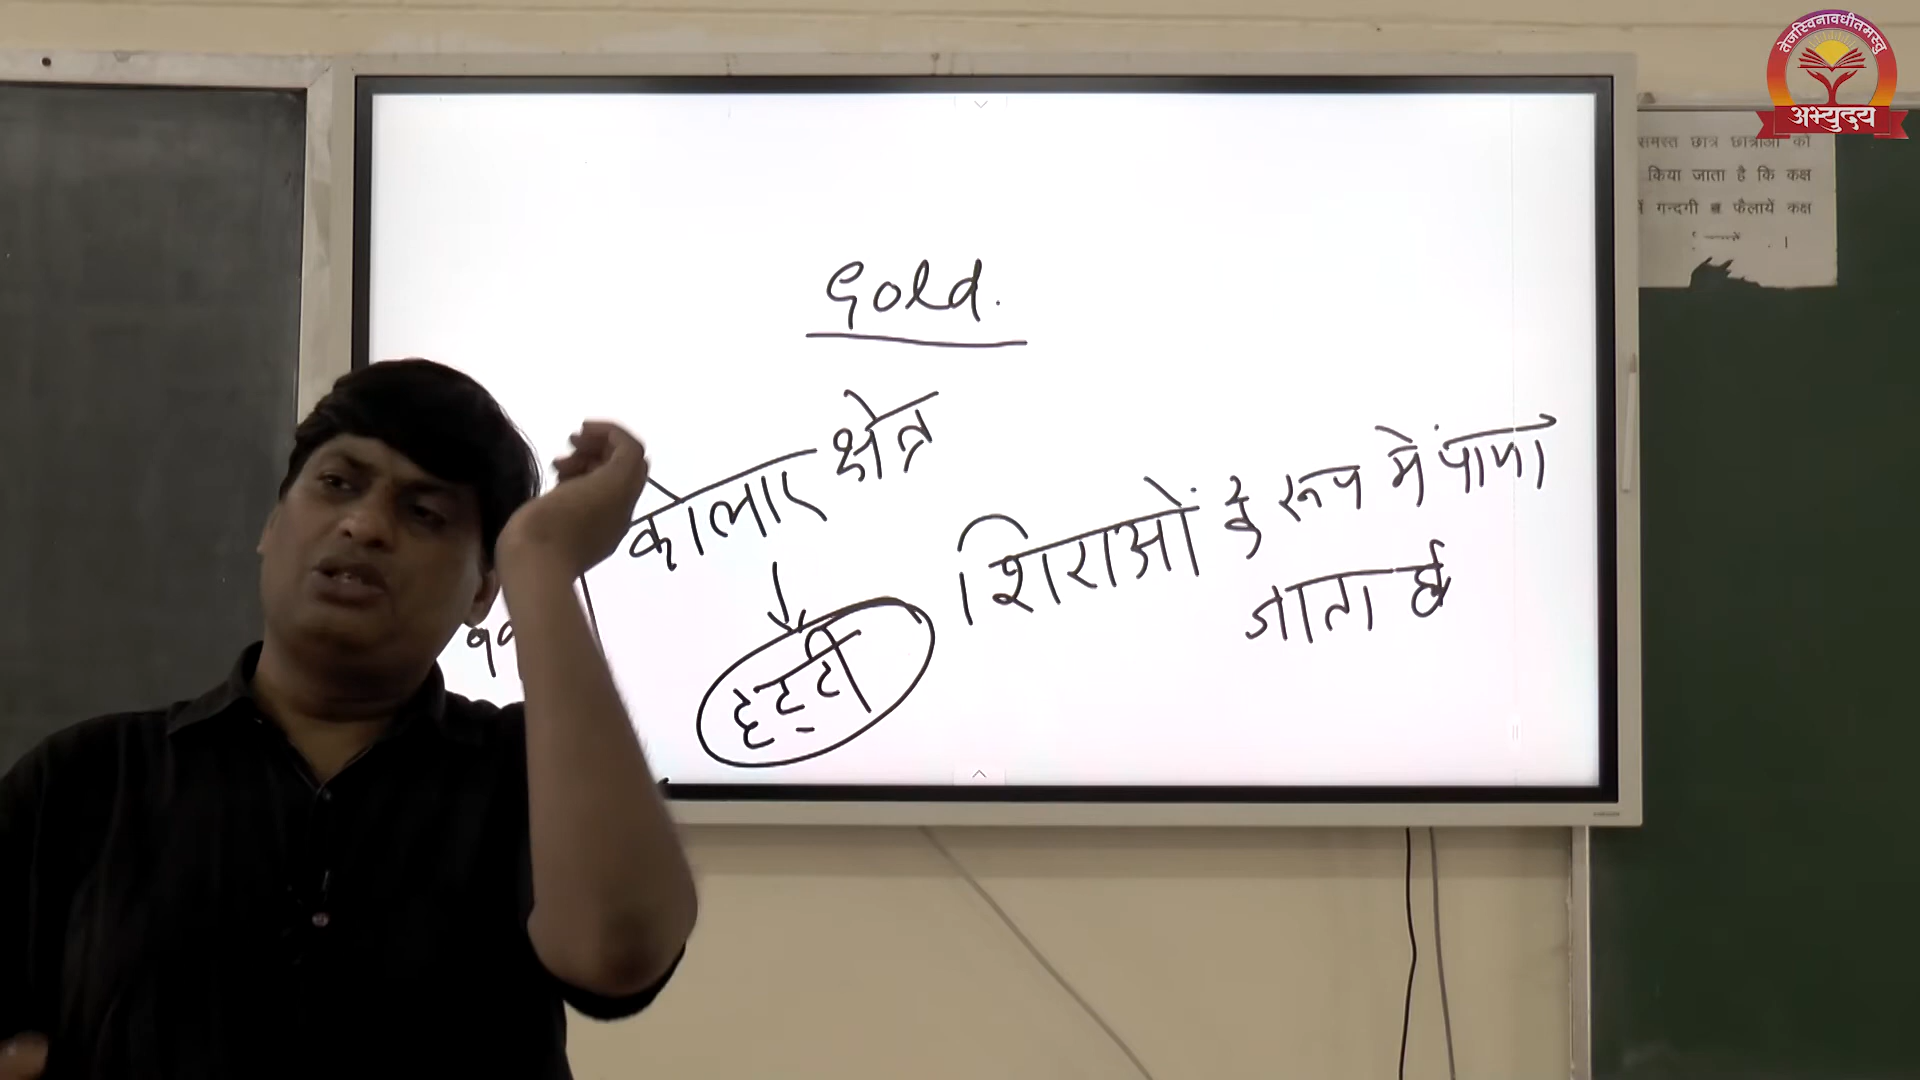 Gold.
कोलार क्षेत्र
शिराओं के रूप में पाया
जाता है
हट्टी
तेजस्विनावधीतमस्तु
अभ्युदय
समस्त छात्र छात्राओं को
किया जाता है कि कक्ष
में गन्दगी न फैलायें कक्ष